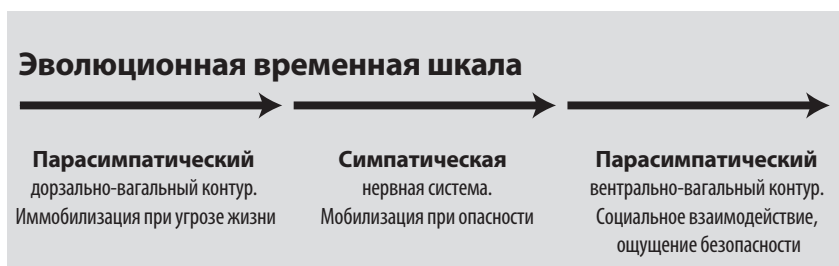 Эволюционная временная шкала
Парасимпатический
дорзально-вагальный контур.
Иммобилизация при угрозе жизни
Симпатическая
нервная система.
Мобилизация при опасности
Парасимпатический
вентрально-вагальный контур.
Социальное взаимодействие,
ощущение безопасности